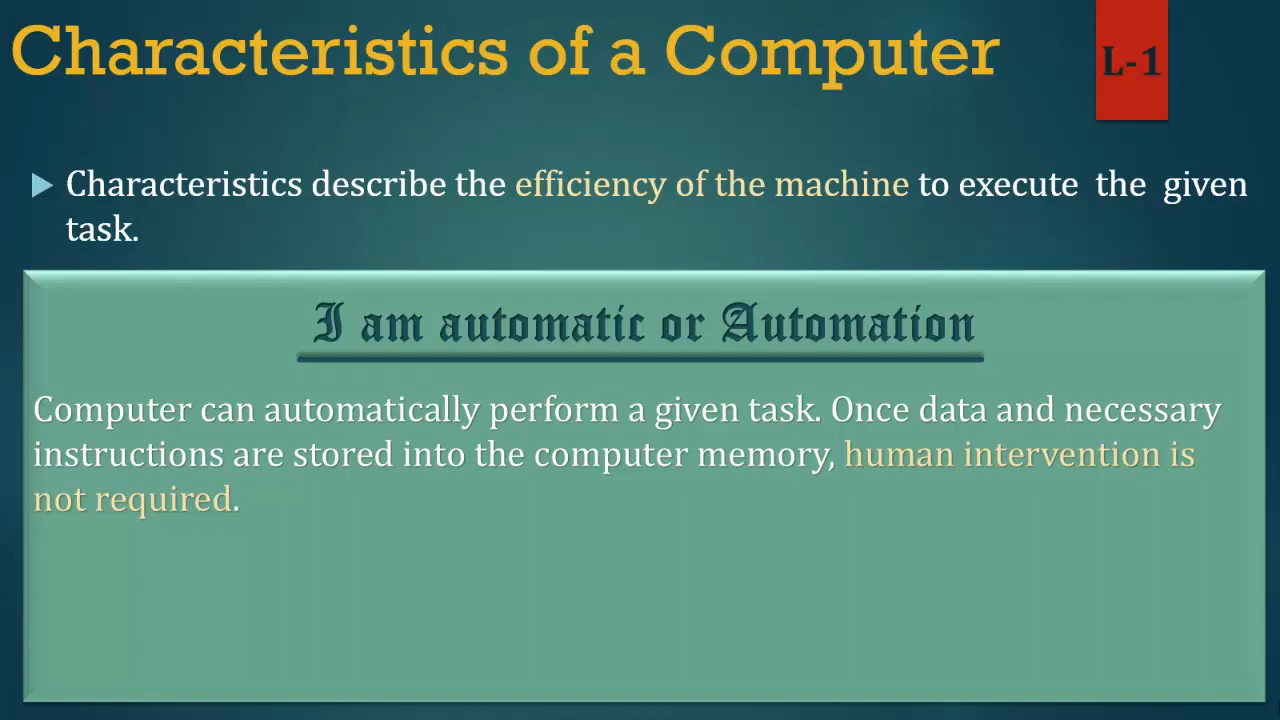 Characteristics of a Computer
L-1
Characteristics describe the efficiency of the machine to execute the given
task.
I am automatic or Automation
Computer can automatically perform a given task. Once data and necessary
instructions are stored into the computer memory, human intervention is
not required.